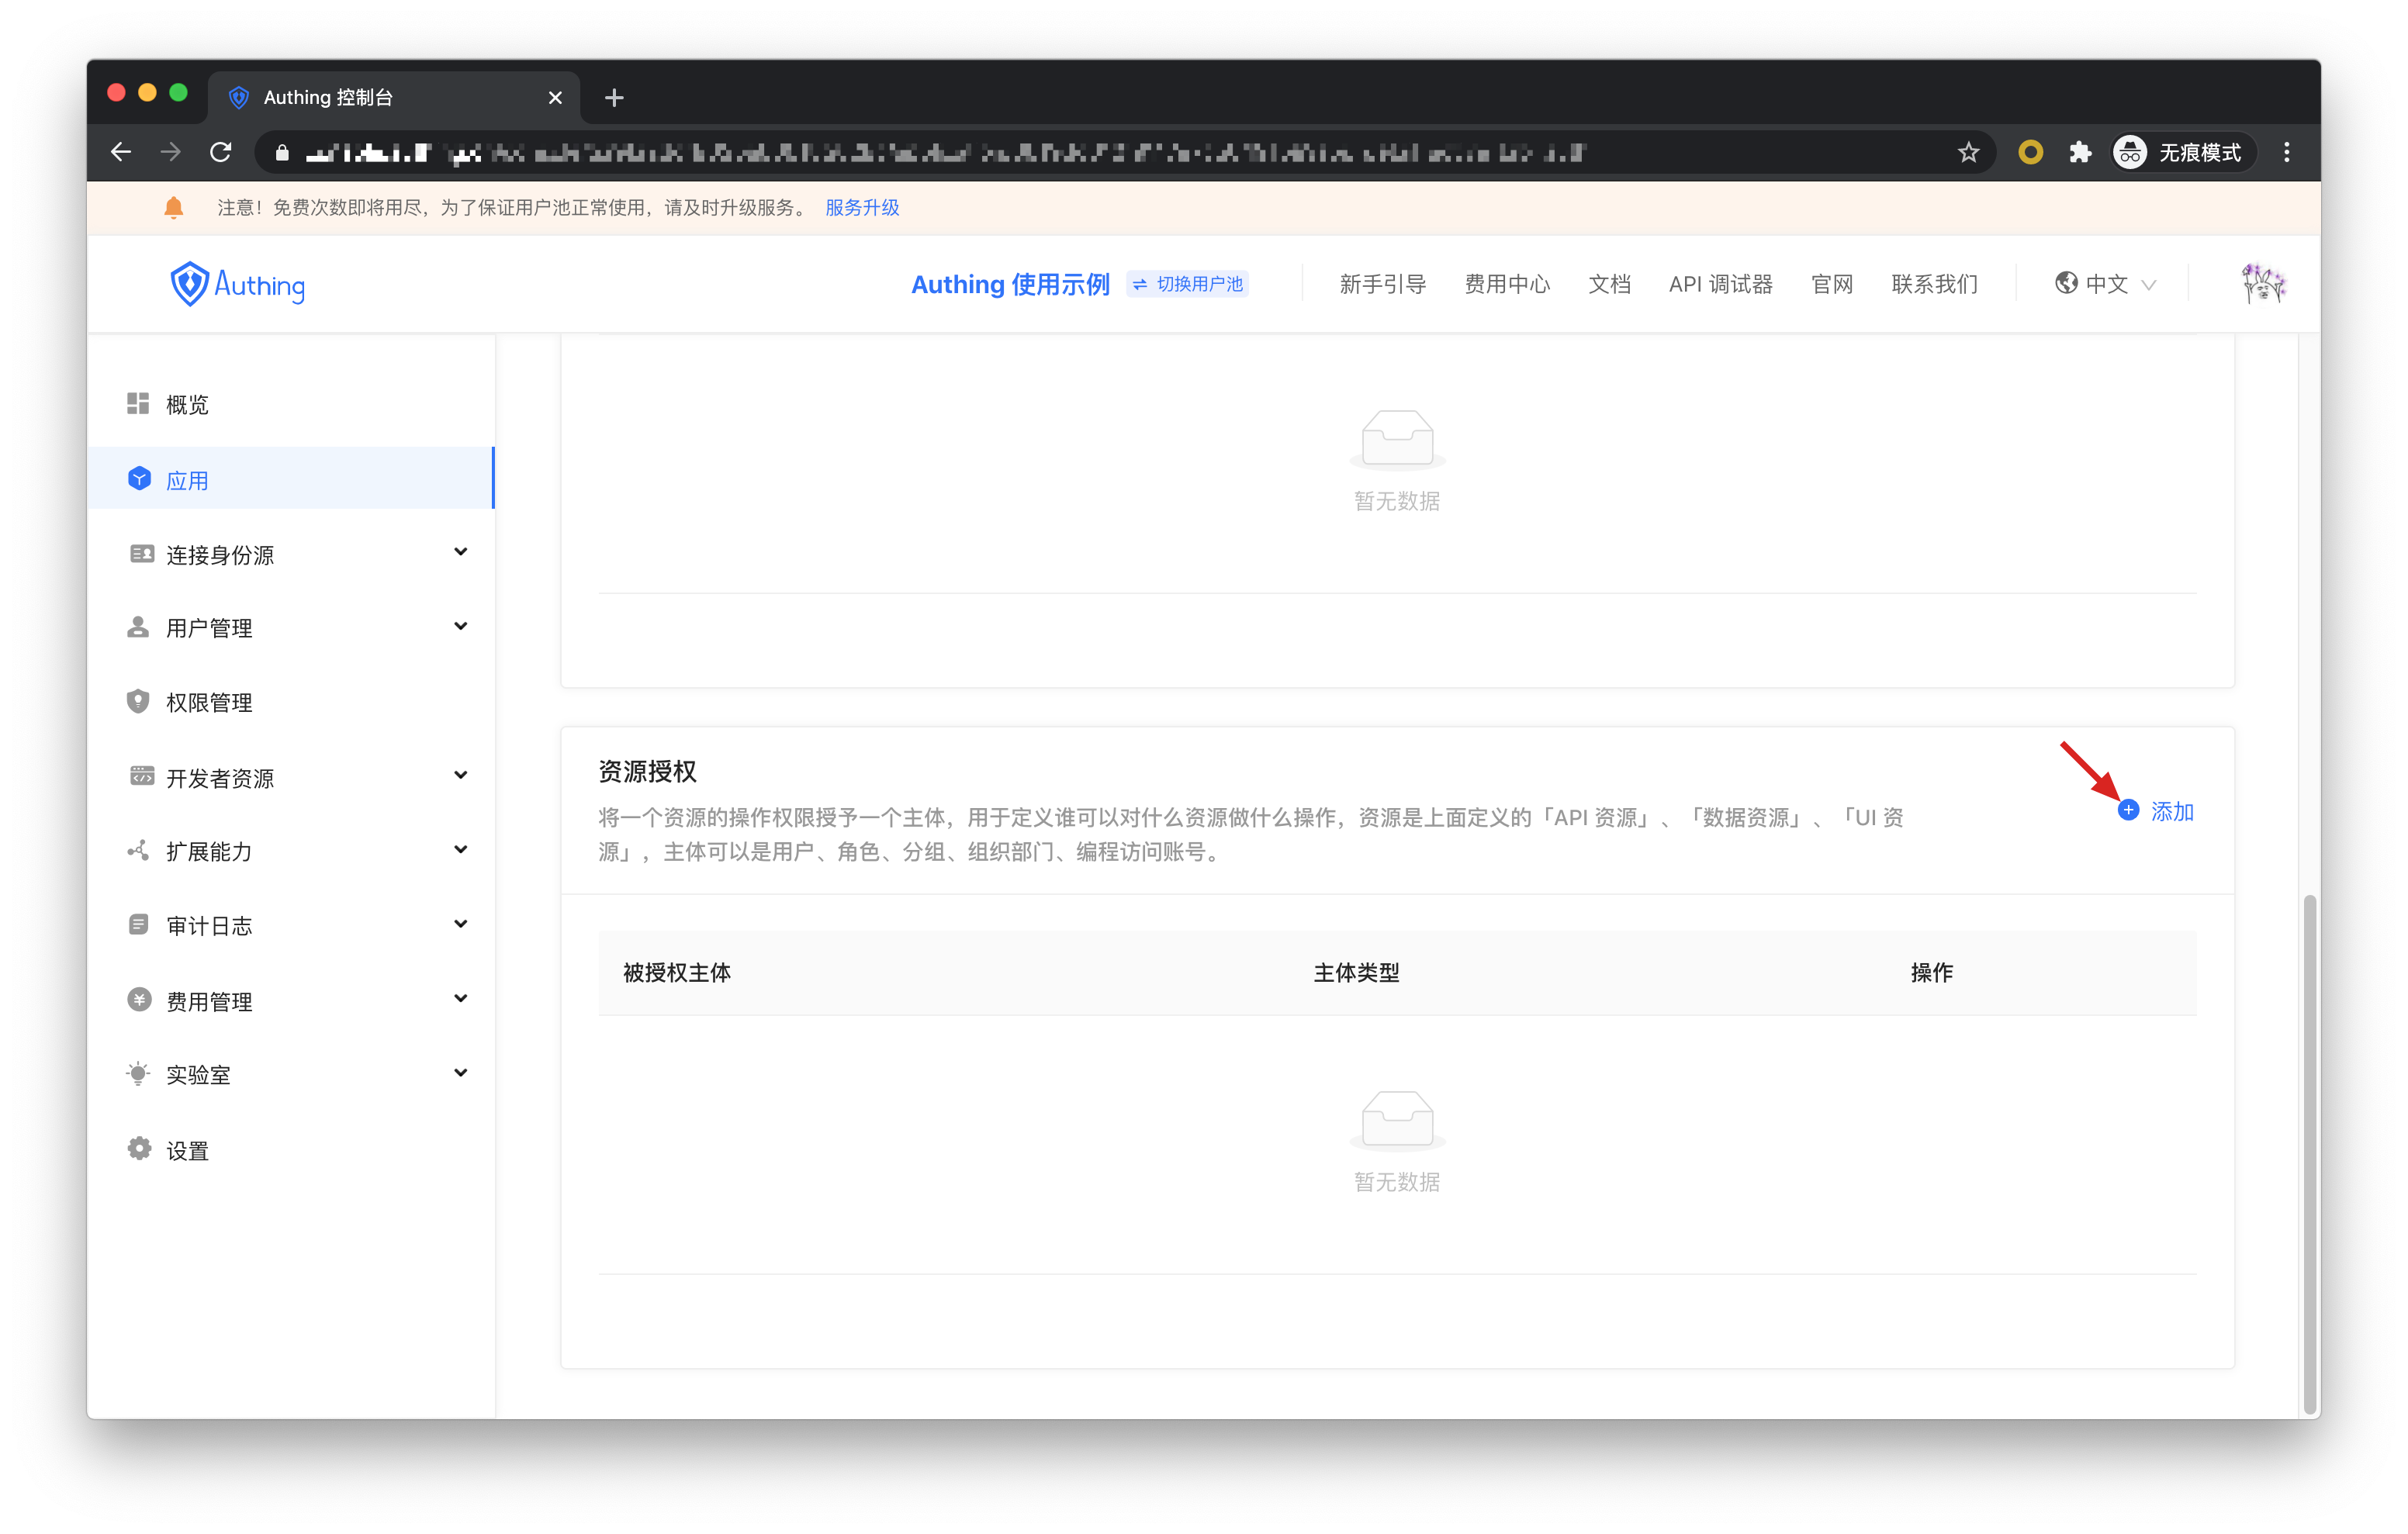 Authing 控制台
无痕模式
注意！免费次数即将用尽，为了保证用户池正常使用，请及时升级服务。 服务升级
Authing
Authing 使用示例
切换用户池
新手引导
费用中心
文档
API 调试器
官网
联系我们
中文
概览
应用
连接身份源
用户管理
权限管理
开发者资源
扩展能力
审计日志
费用管理
实验室
设置
暂无数据
资源授权
将一个资源的操作权限授予一个主体，用于定义谁可以对什么资源做什么操作，资源是上面定义的「API 资源」、「数据资源」、「UI 资
源」，主体可以是用户、角色、分组、组织部门、编程访问账号。
添加
被授权主体 主体类型 操作
暂无数据